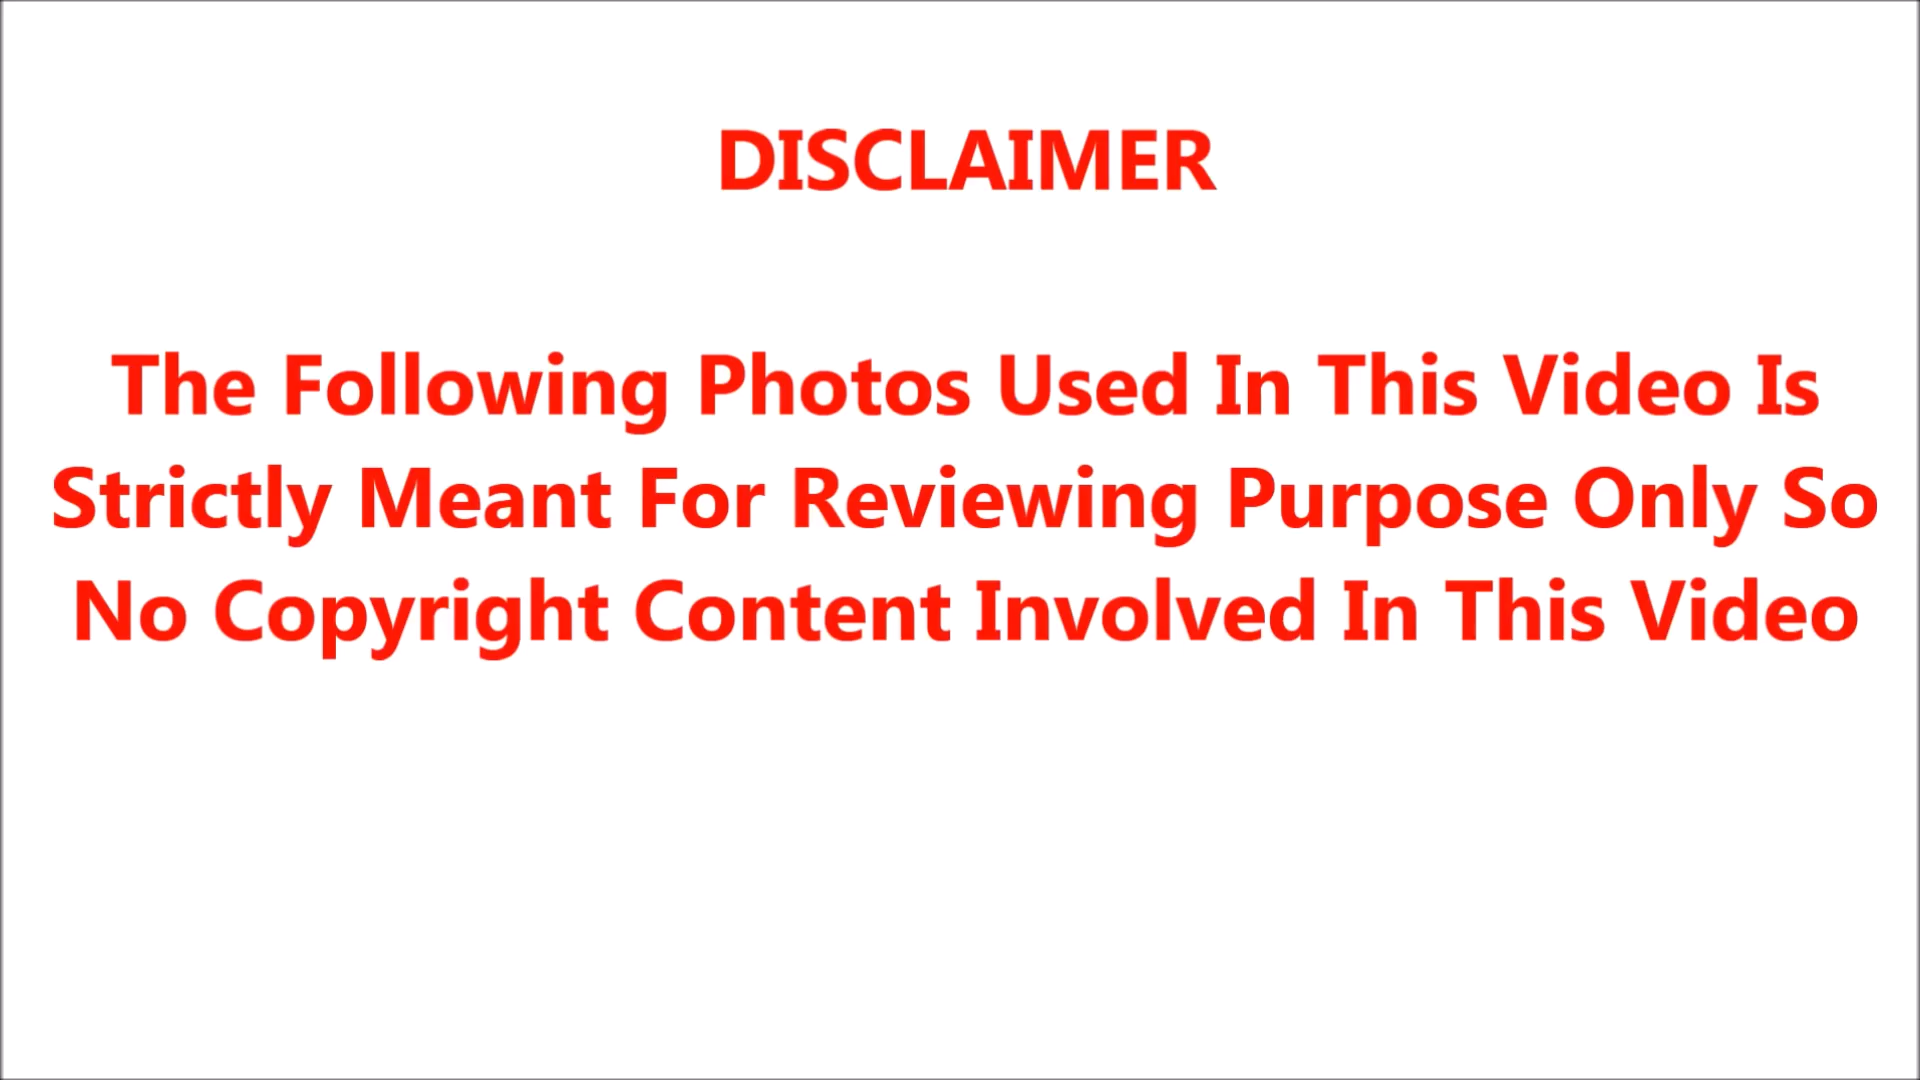 DISCLAIMER
The Following Photos Used In This Video Is
Strictly Meant For Reviewing Purpose Only So
No Copyright Content Involved In This Video